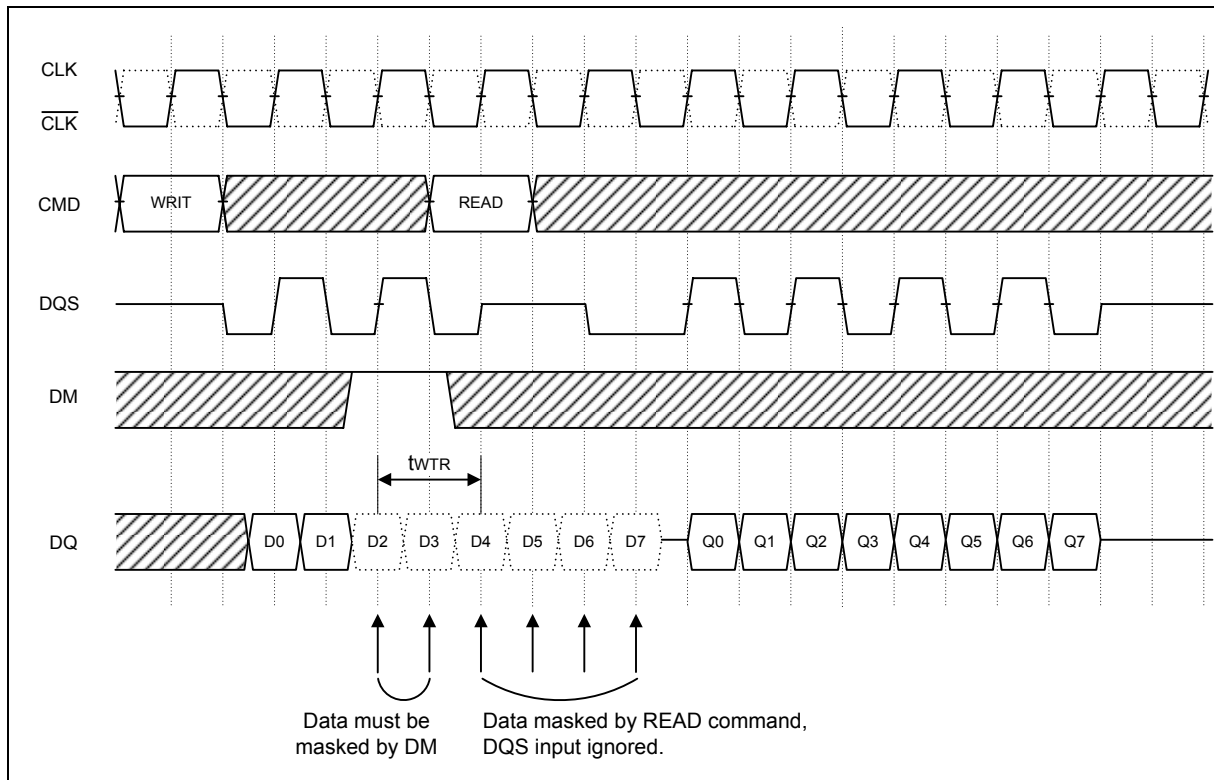 CLK
CLK
CMD
WRIT
READ
DQS
DM
tWTR
DQ
D0 D1 D2 D3 D4 D5 D6 D7 Q0 Q1 Q2 Q3 Q4 Q5 Q6 Q7
Data must be
masked by DM
Data masked by READ command,
DQS input ignored.